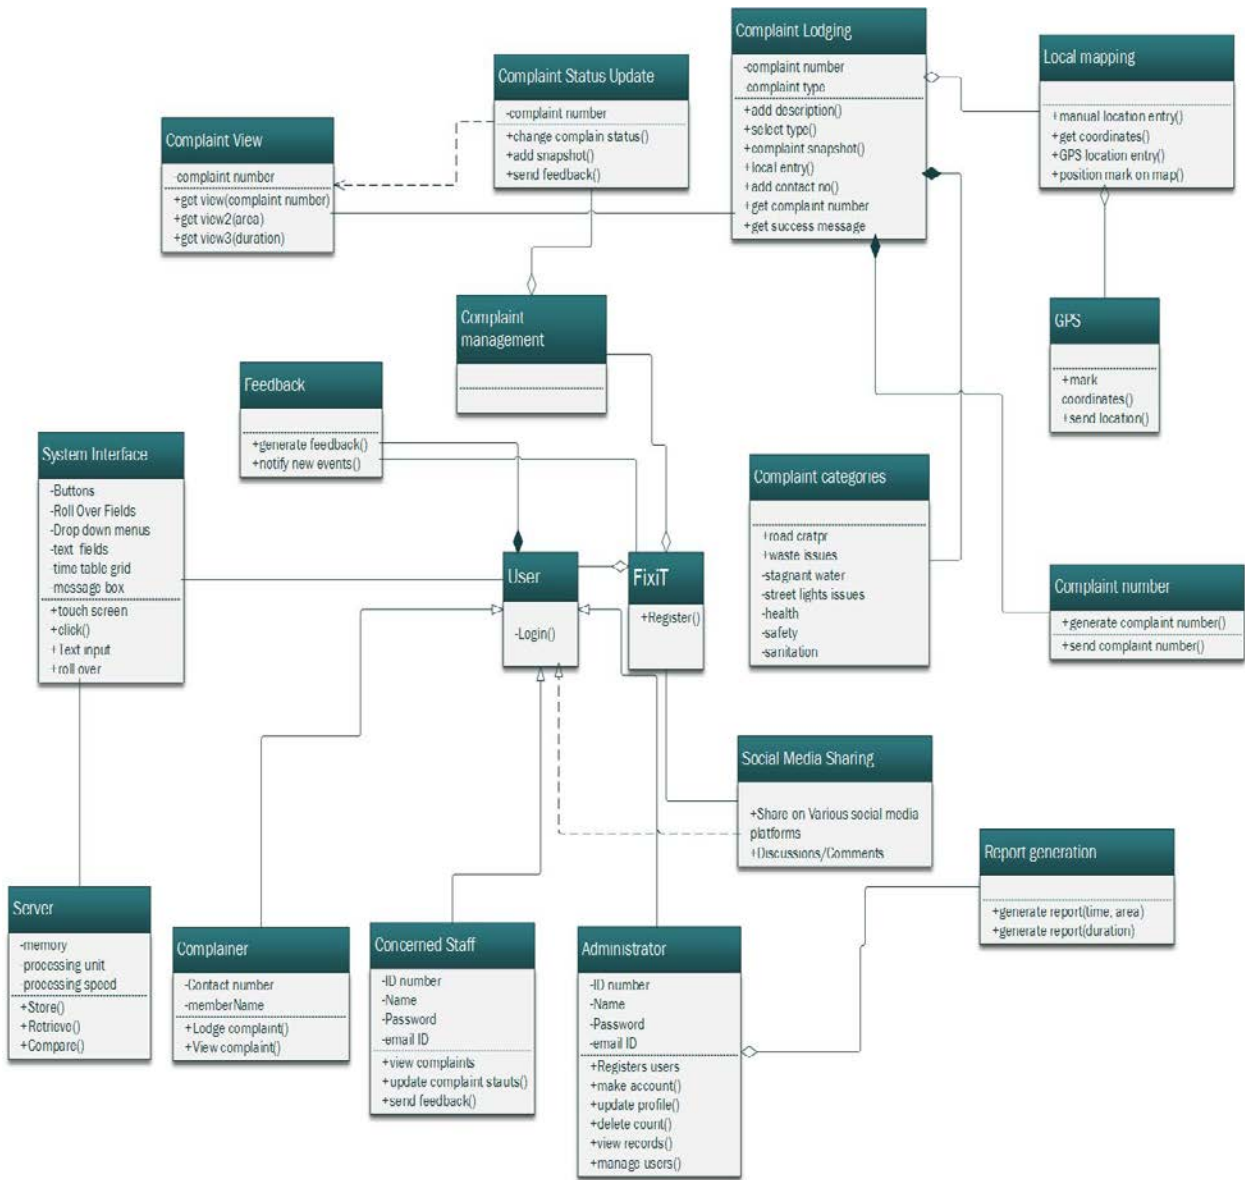 Complaint Lodging
-complaint number
-complaint type
+add description()
+select type()
+complaint snapshot()
+local entry()
+add contact no()
+get complaint number
+get success message
Local mapping
+manual location entry()
+get coordinates()
+GPS location entry()
+position mark on map()
Complaint Status Update
-complaint number
+change complain status()
+add snapshot()
+send feedback()
Complaint View
-complaint number
+get view(complaint number)
+get view2(area)
+get view3(duration)
Complaint
management
GPS
+mark
coordinates()
+send location()
Feedback
+generate feedback()
+notify new events()
System Interface
-Buttons
-Roll Over Fields
-Drop down menus
-text fields
-time table grid
-message box
+touch screen
+click()
+Text input
+roll over
Complaint categories
+road cratpr
+waste issues
-stagnant water
-street lights issues
-health
-safety
-sanitation
User
-Login()
FixiT
+Register()
Complaint number
+generate complaint number()
+send complaint number()
Social Media Sharing
+Share on Various social media
platforms
+Discussions/Comments
Report generation
+generate report(time, area)
+generate report(duration)
Server
-memory
processing unit
-processing speed
+Store()
+Retrieve()
+Compare()
Complainer
-Contact number
-memberName
+Lodge complaint()
+View complaint()
Concerned Staff
-ID number
-Name
-Password
-email ID
+view complaints
+update complaint stauts()
+send feedback()
Administrator
-ID number
-Name
-Password
-email ID
+Registers users
+make account()
+update profile()
+delete count()
+view records()
+manage users()